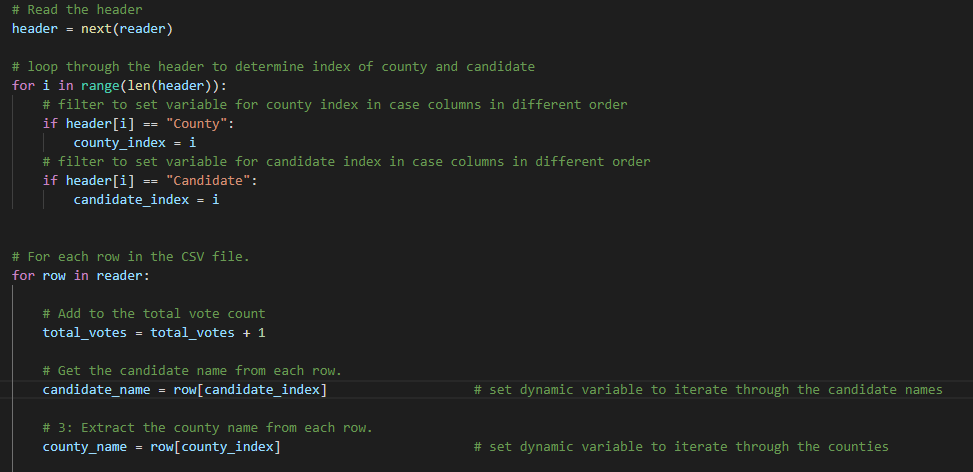 # Read the header
header = next(reader)
# loop through the header to determine index of county and candidate
for i in range(len(header)):
# filter to set variable for county index in case columns in different order
if header[i] == "County":
county_index = i
# filter to set variable for candidate index in case columns in different order
if header[i] == "Candidate":
candidate_index = i
# For each row in the CSV file.
for row in reader:
# Add to the total vote count
total_votes = total_votes + 1
# Get the candidate name from each row.
candidate_name = row[candidate_index] # set dynamic variable to iterate through the candidate names
# 3: Extract the county name from each row.
county_name = row[county_index] # set dynamic variable to iterate through the counties